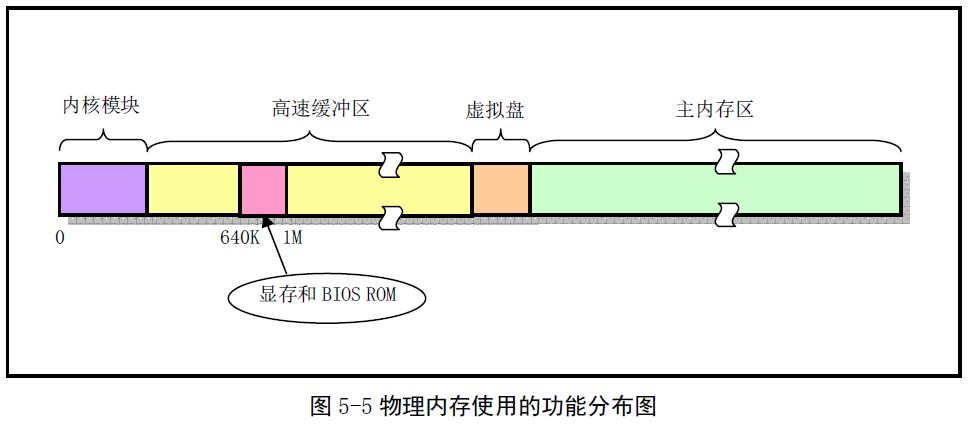 内核模块
高速缓冲区
虚拟盘
主内存区
0
640K
1M
显存和 BIOS ROM
图 5-5 物理内存使用的功能分布图